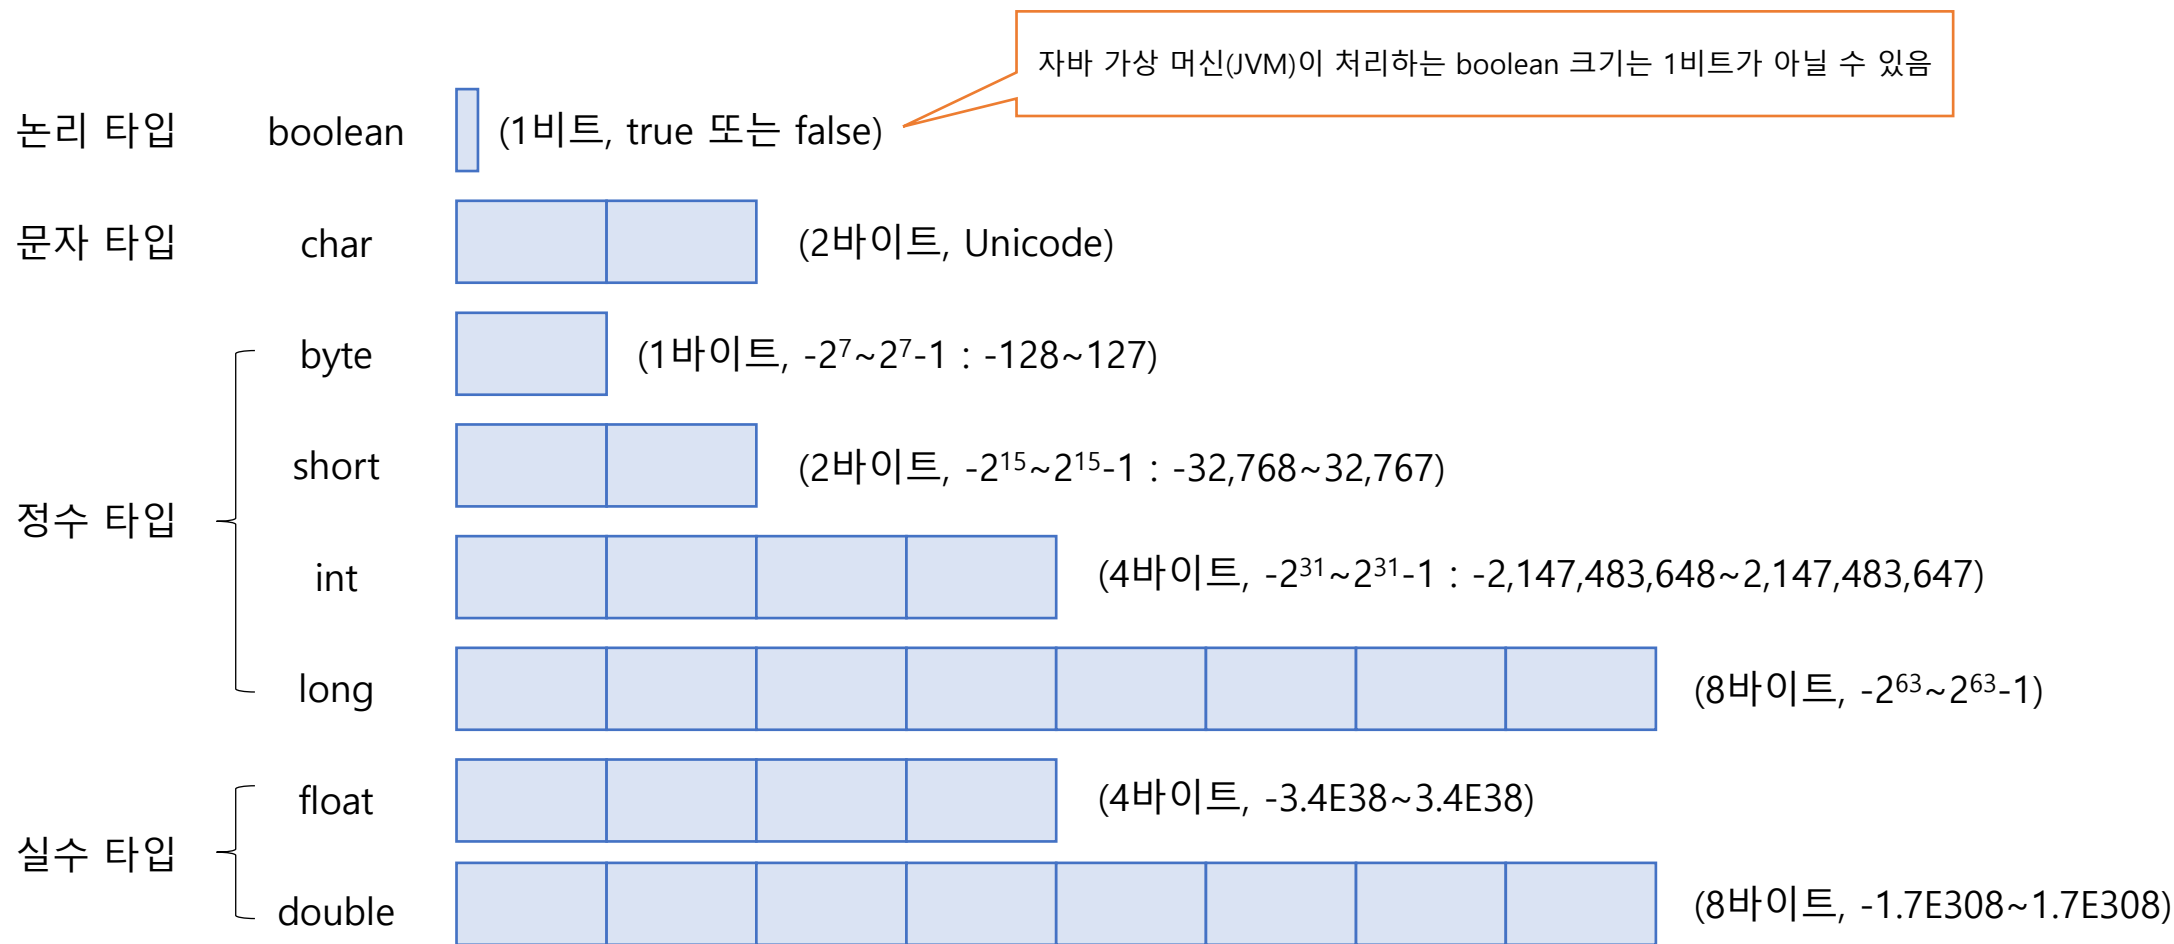 자바 가상 머신(JVM)이 처리하는 boolean 크기는 1비트가 아닐 수 있음
논리 타입 boolean (1비트, true 또는 false)
문자 타입 char (2바이트, Unicode)
byte (1바이트, -2⁷~2⁷-1 : -128~127)
short (2바이트, -2¹⁵~2¹⁵-1 : -32,768~32,767)
정수 타입
int (4바이트, -2³¹~2³¹-1 : -2,147,483,648~2,147,483,647)
long (8바이트, -2⁶³~2⁶³-1)
float (4바이트, -3.4E38~3.4E38)
실수 타입
double (8바이트, -1.7E308~1.7E308)